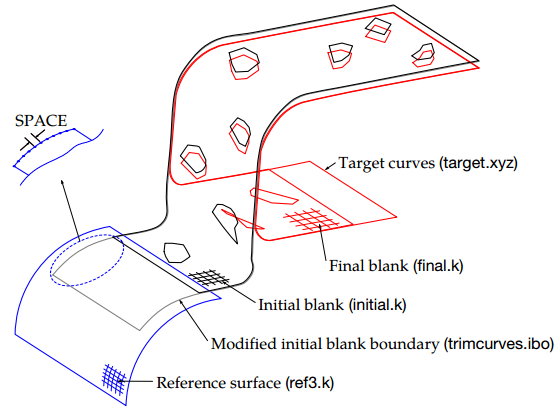 SPACE
Target curves (target.xyz)
Final blank (final.k)
Initial blank (initial.k)
Modified initial blank boundary (trimcurves.ibo)
Reference surface (ref3.k)